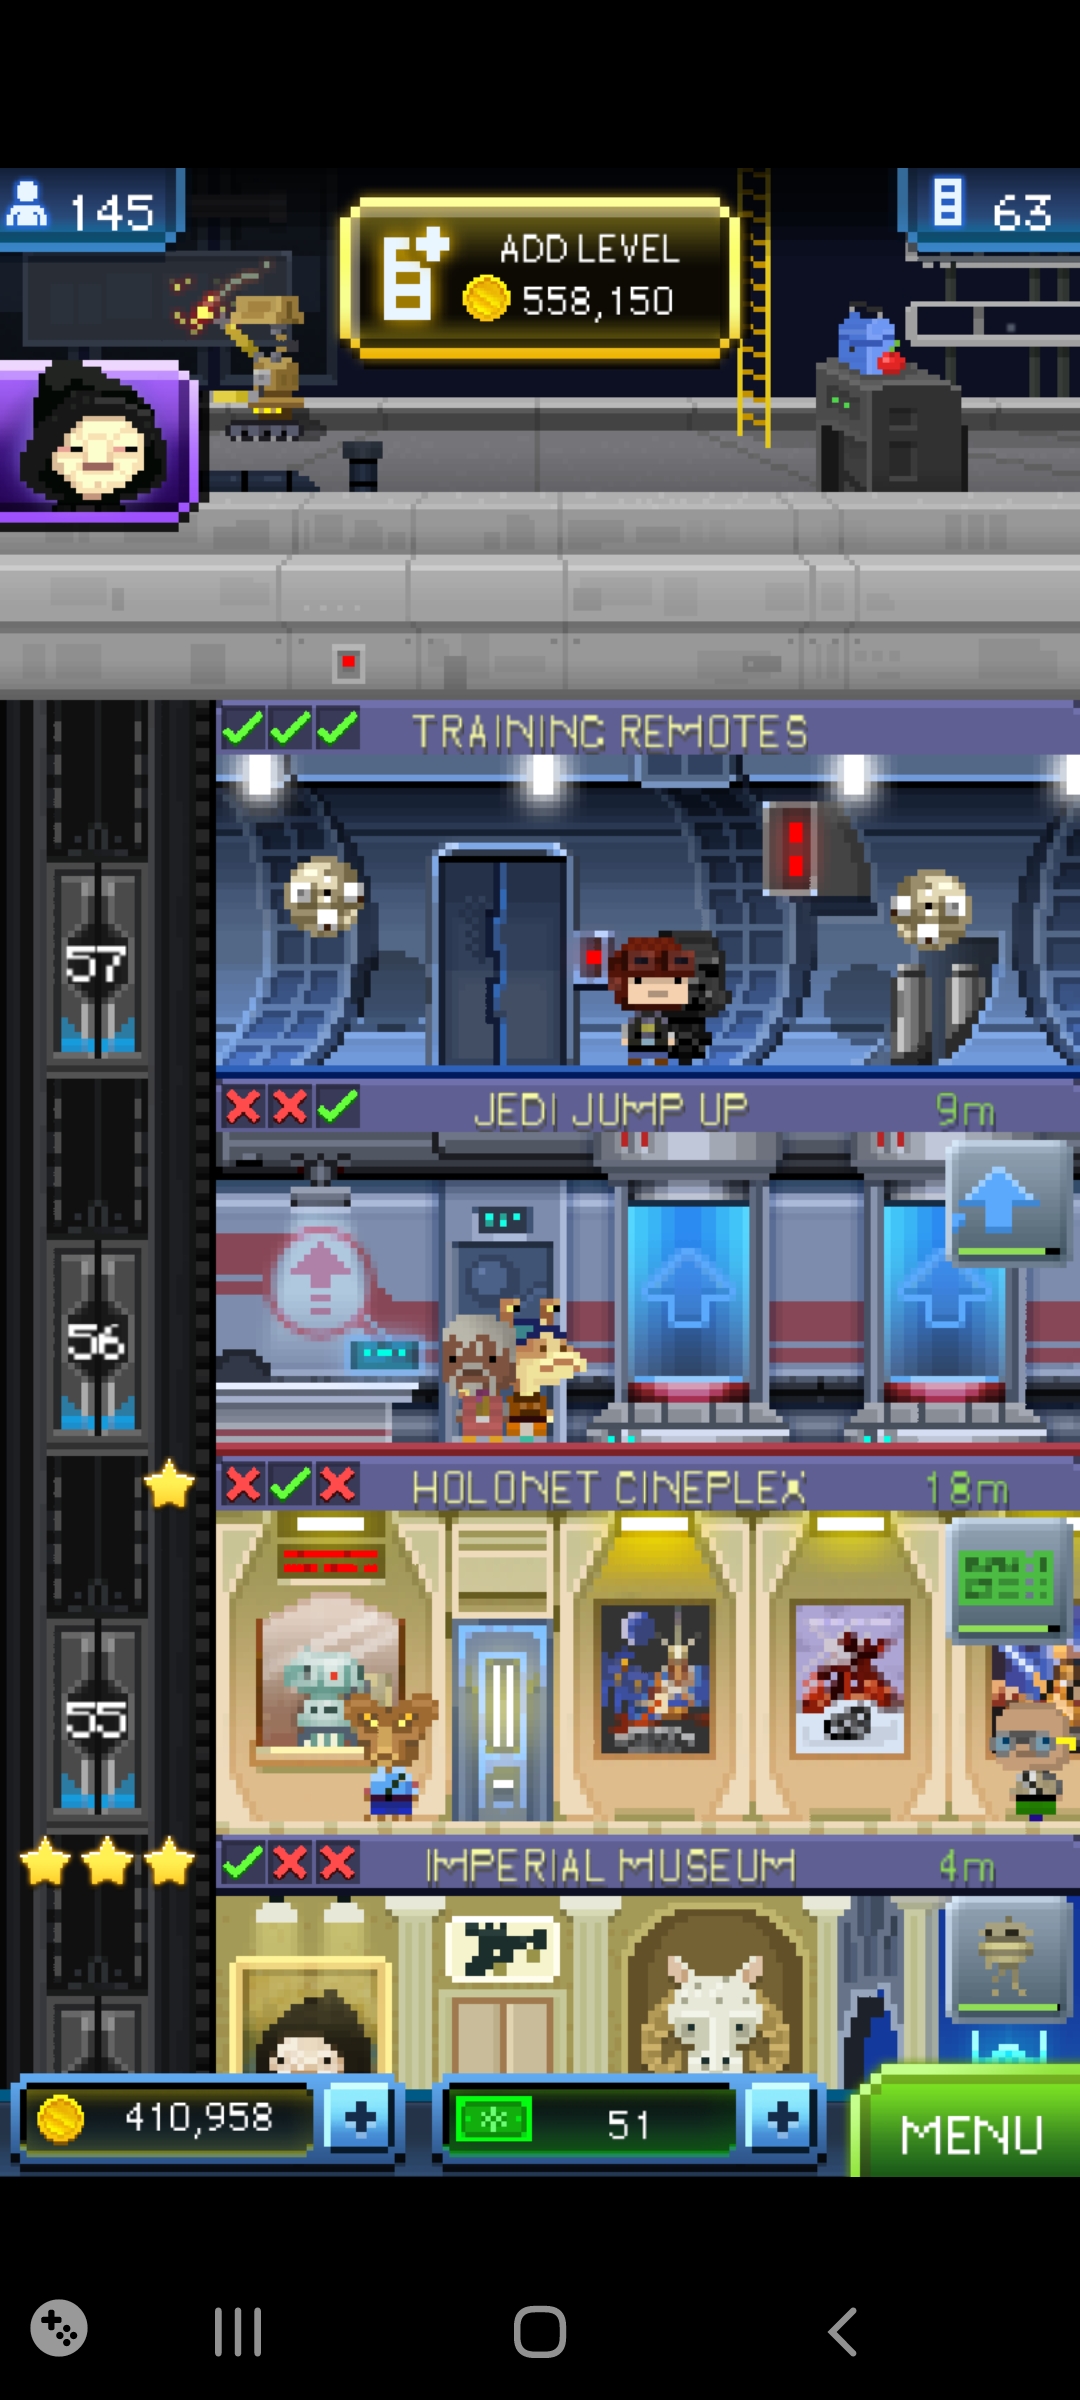 145
ADD LEVEL
558,150
63
TRAINING REMOTES
57
JEDI JUMP UP
9m
56
HOLONET CINEPLEX
18m
55
IMPERIAL MUSEUM
4m
410,958
51
MENU